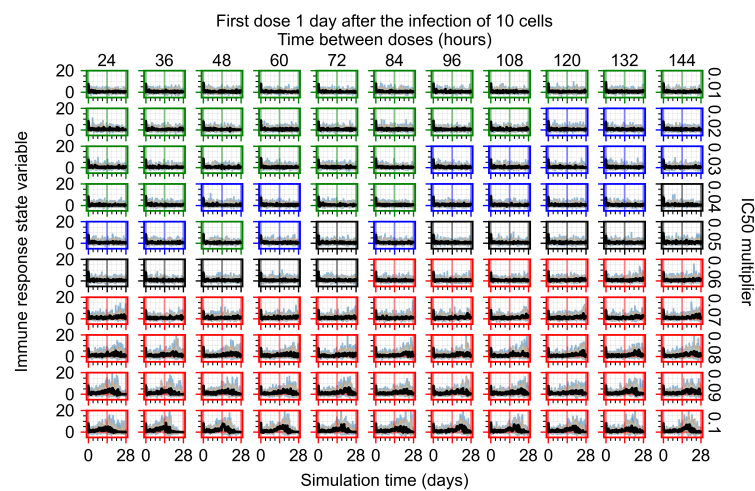 First dose 1 day after the infection of 10 cells
Time between doses (hours)
24 36 48 60 72 84 96 108 120 132 144
20 0 0.01
20 0 0.02
20 0 0.03
20 0 0.04
20 0 0.05
20 0 0.06
20 0 0.07
20 0 0.08
20 0 0.09
20 0 0.1
Immune response state variable
IC50 multiplier
0 28 0 28 0 28 0 28 0 28 0 28 0 28 0 28 0 28 0 28 0 28
Simulation time (days)